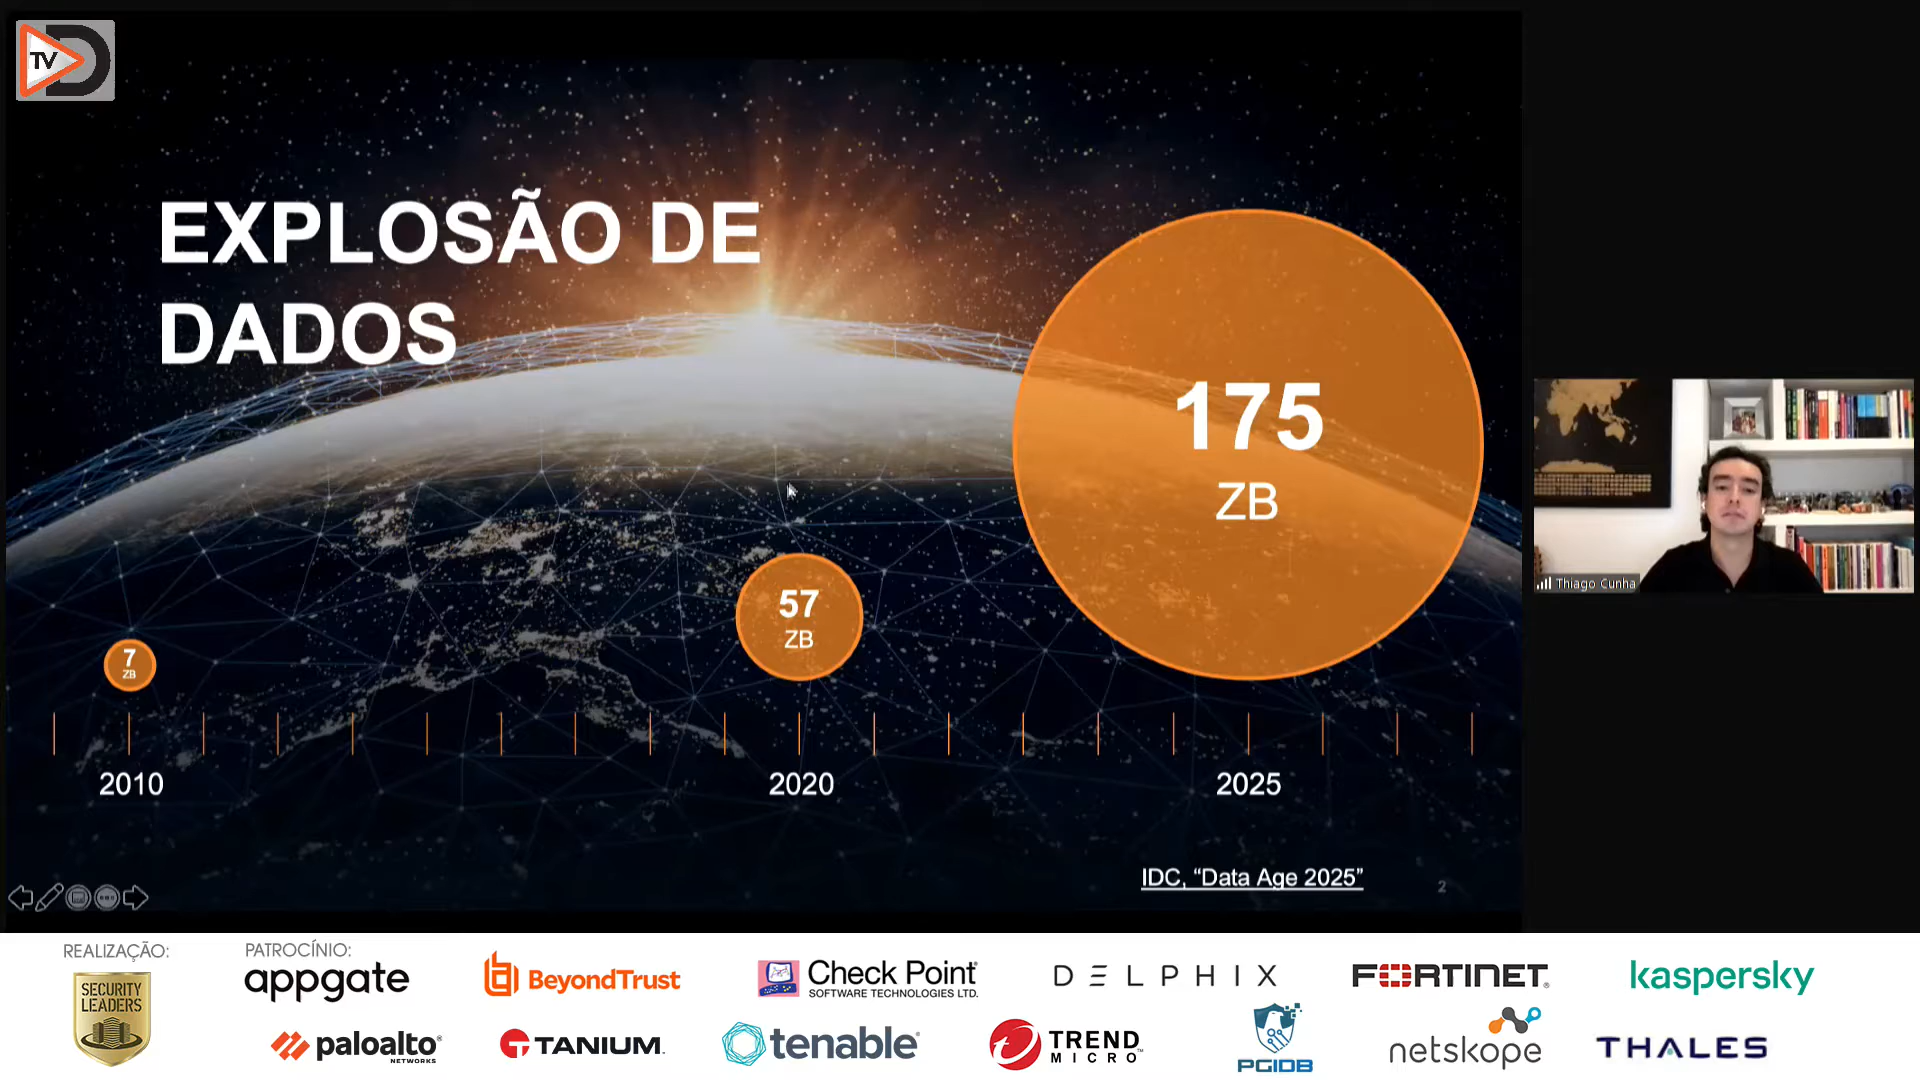 TV
EXPLOSÃO DE
DADOS
175
ZB
57
ZB
7
ZB
2010
2020
2025
IDC, “Data Age 2025”
2
Thiago Cunha
REALIZAÇÃO:
SECURITY
LEADERS
PATROCÍNIO:
appgate
BeyondTrust
Check Point
SOFTWARE TECHNOLOGIES LTD.
DELPHIX
FORTINET
kaspersky
paloalto
NETWORKS
TANIUM
tenable
TREND
MICRO
PGIDB
netskope
THALES